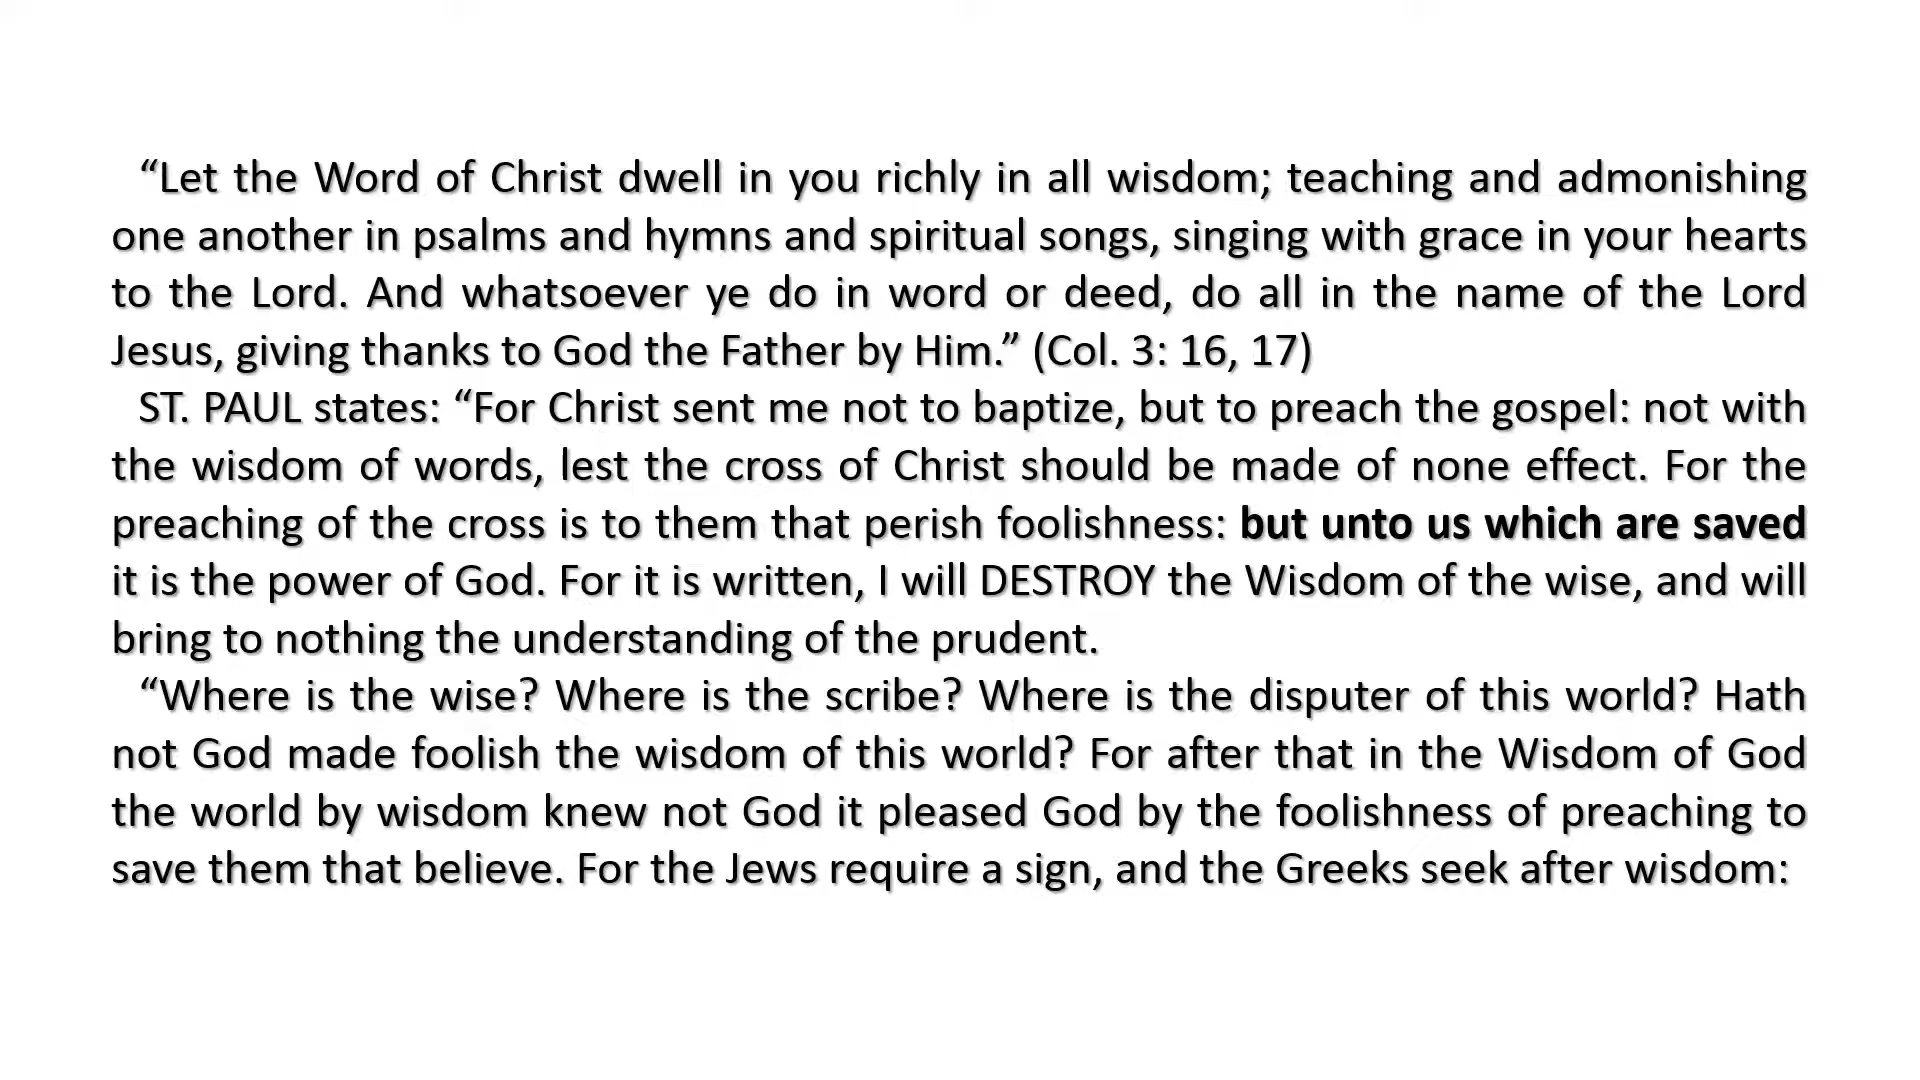 “Let the Word of Christ dwell in you richly in all wisdom; teaching and admonishing
one another in psalms and hymns and spiritual songs, singing with grace in your hearts
to the Lord. And whatsoever ye do in word or deed, do all in the name of the Lord
Jesus, giving thanks to God the Father by Him.” (Col. 3: 16, 17)
ST. PAUL states: “For Christ sent me not to baptize, but to preach the gospel: not with
the wisdom of words, lest the cross of Christ should be made of none effect. For the
preaching of the cross is to them that perish foolishness: but unto us which are saved
it is the power of God. For it is written, I will DESTROY the Wisdom of the wise, and will
bring to nothing the understanding of the prudent.
“Where is the wise? Where is the scribe? Where is the disputer of this world? Hath
not God made foolish the wisdom of this world? For after that in the Wisdom of God
the world by wisdom knew not God it pleased God by the foolishness of preaching to
save them that believe. For the Jews require a sign, and the Greeks seek after wisdom: